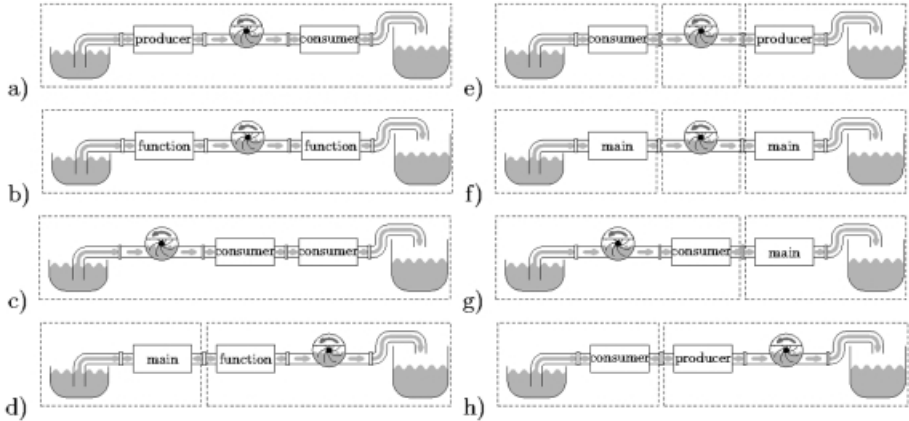 a) producer consumer
b) function function
c) consumer consumer
d) main function
e) consumer producer
f) main main
g) consumer main
h) consumer producer